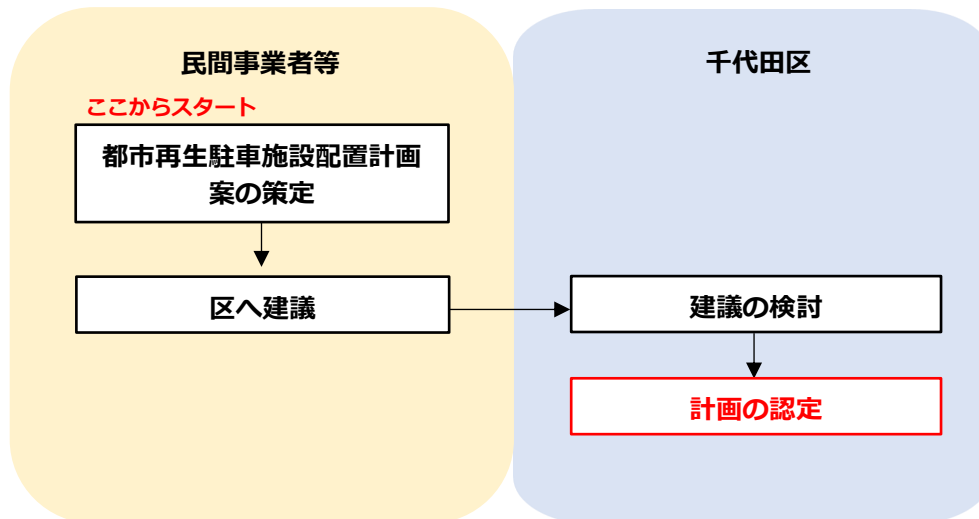 民間事業者等
千代田区
ここからスタート
都市再生駐車施設配置計画
案の策定
区へ建議
建議の検討
計画の認定